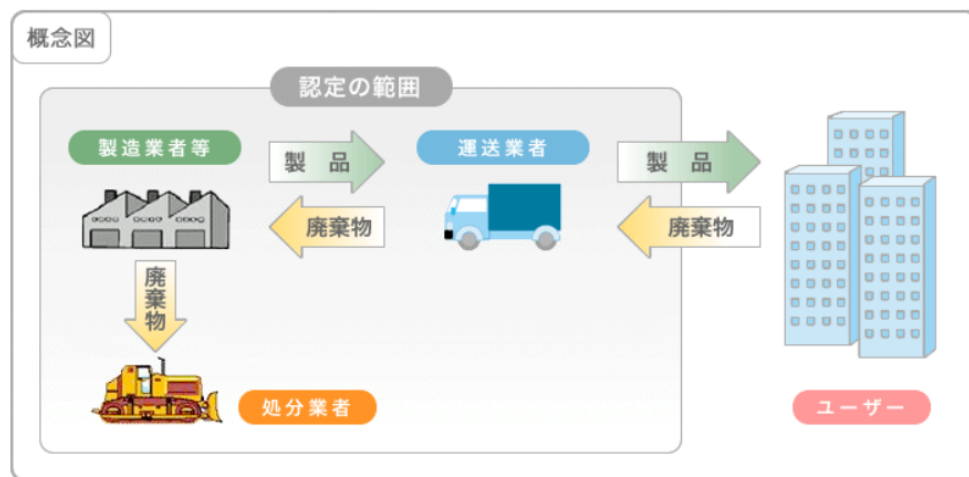 概念図
認定の範囲
製造業者等
製品
運送業者
製品
廃棄物
廃棄物
廃棄物
処分業者
ユーザー